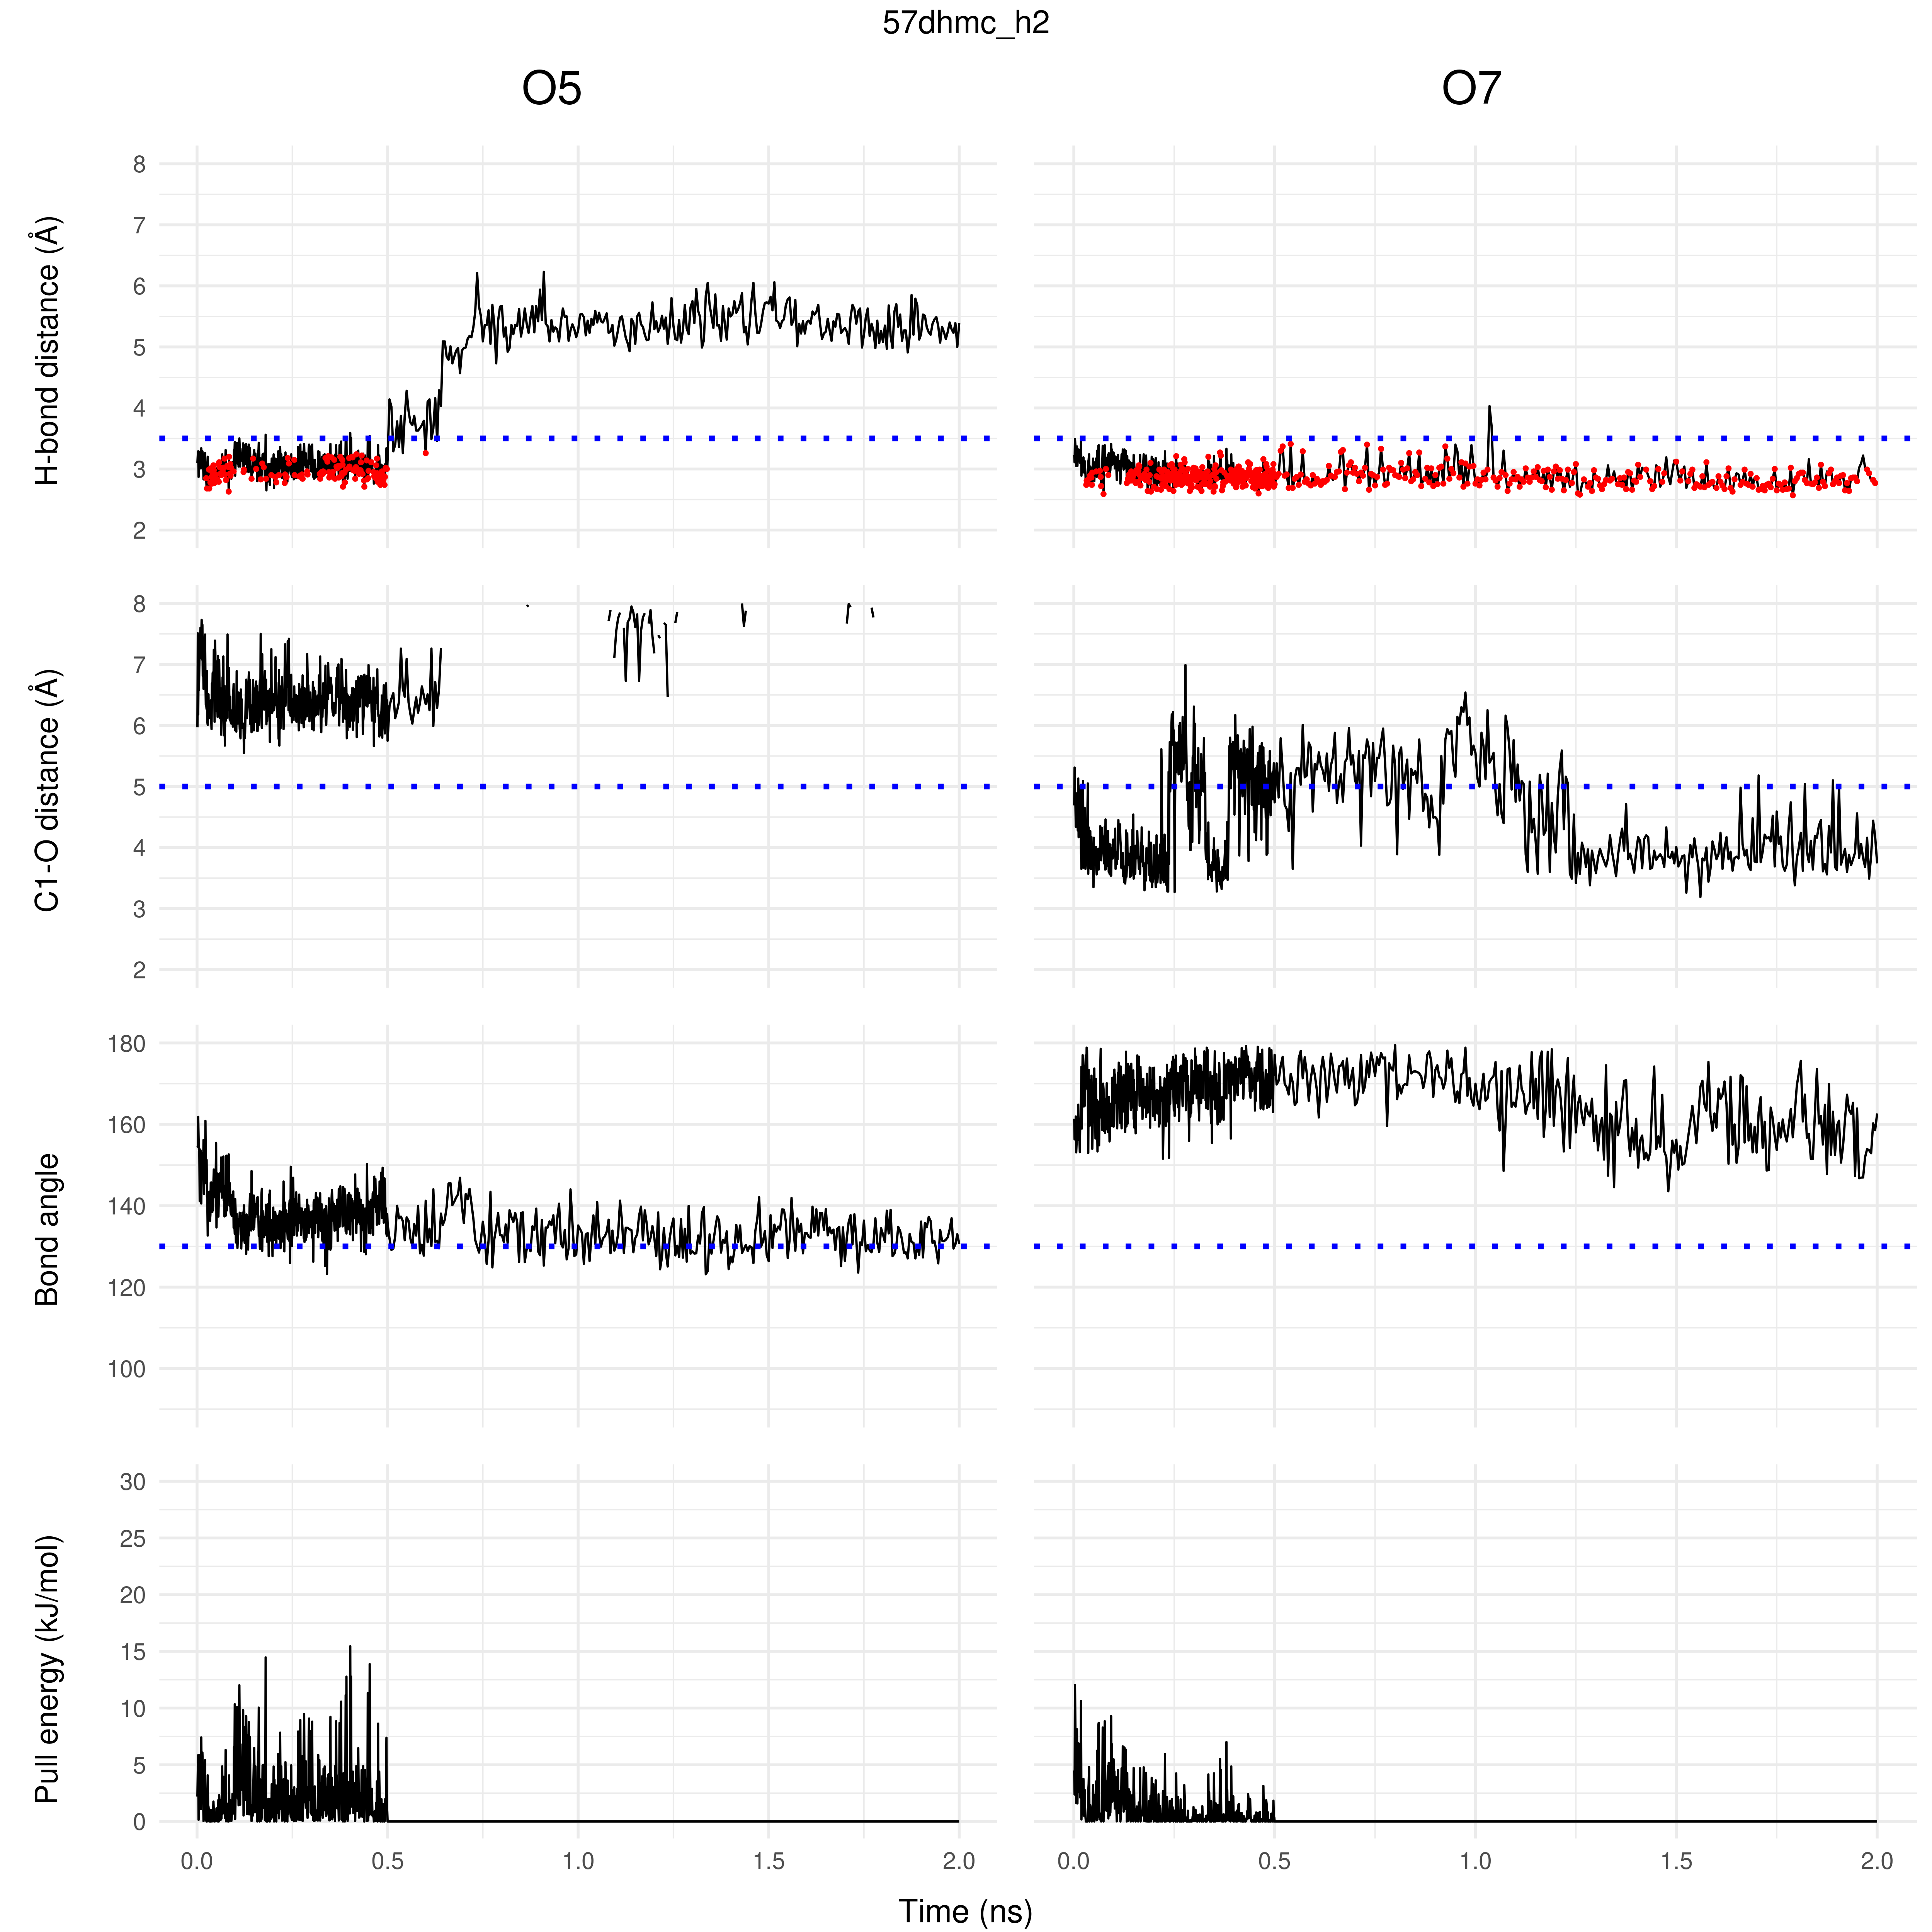 57dhmc_h2
O5
O7
H-bond distance (Å)
8
7
6
5
4
3
2
C1-O distance (Å)
8
7
6
5
4
3
2
Bond angle
180
160
140
120
100
Pull energy (kJ/mol)
30
25
20
15
10
5
0
0.0 0.5 1.0 1.5 2.0
0.0 0.5 1.0 1.5 2.0
Time (ns)